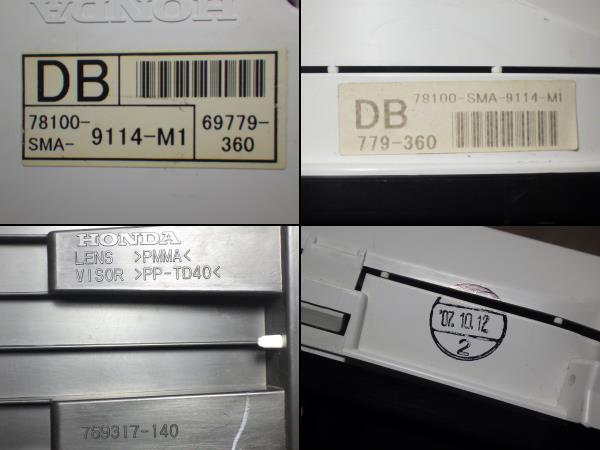 HONDA
DB
78100-
SMA- 9114-M1
69779-
360
DB 78100-SMA-9114-M1
779-360
HONDA
LENS >PMMA<
VISOR >PP-TD40<
769317-140
'07.10.12
2